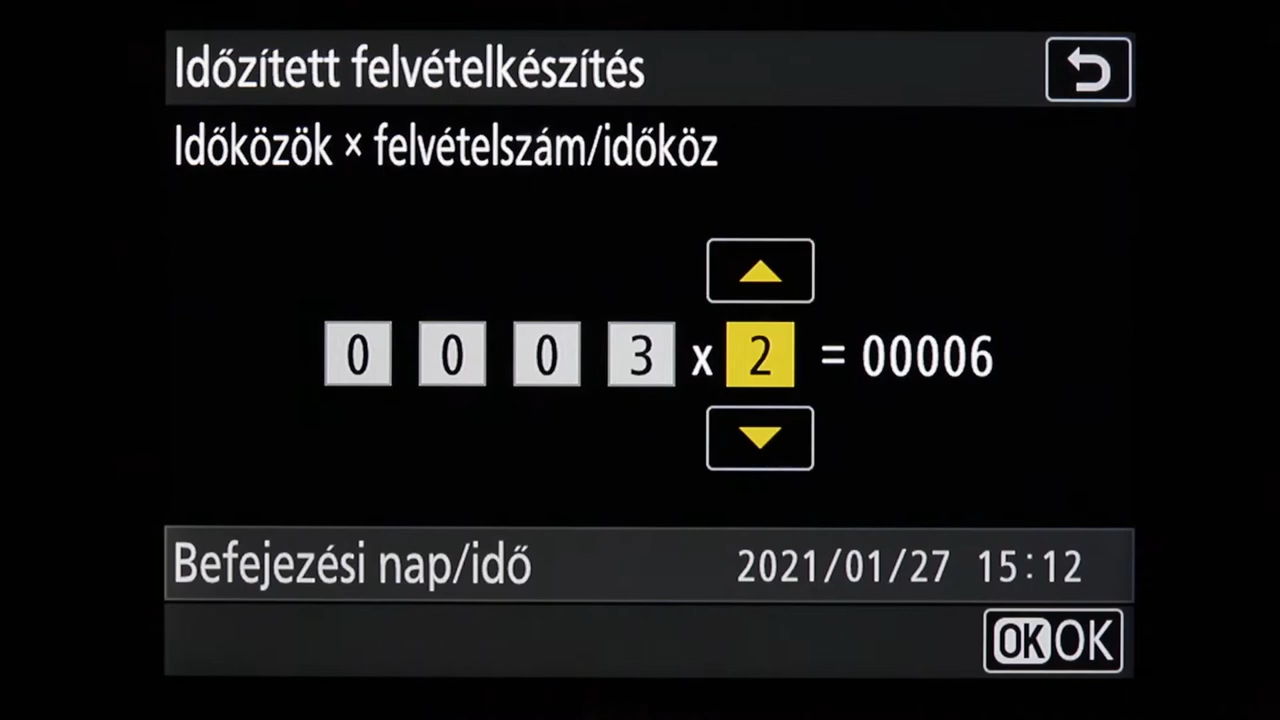 Időzített felvételkészítés
Időközök × felvételszám/időköz
0 0 0 3 x 2 = 00006
Befejezési nap/idő 2021/01/27 15:12
OK OK